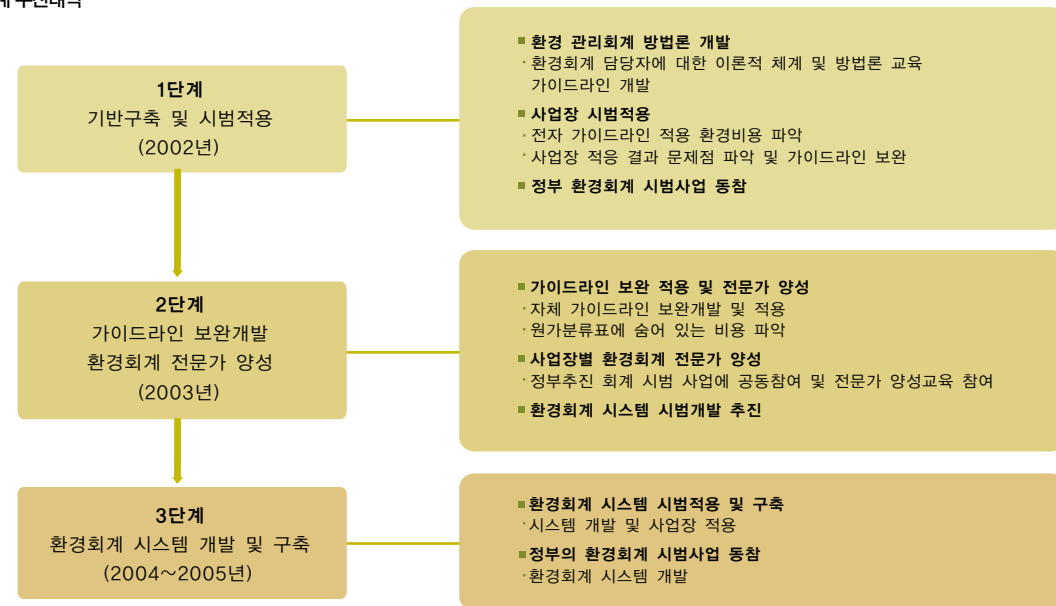 1단계
기반구축 및 시범적용
(2002년)
■ 환경 관리회계 방법론 개발
· 환경회계 담당자에 대한 이론적 체계 및 방법론 교육
가이드라인 개발
■ 사업장 시범적용
· 전자 가이드라인 적용 환경비용 파악
· 사업장 적응 결과 문제점 파악 및 가이드라인 보완
■ 정부 환경회계 시범사업 동참
2단계
가이드라인 보완개발
환경회계 전문가 양성
(2003년)
■ 가이드라인 보완 적용 및 전문가 양성
· 자체 가이드라인 보완개발 및 적용
· 원가분류표에 숨어 있는 비용 파악
■ 사업장별 환경회계 전문가 양성
· 정부추진 회계 시범 사업에 공동참여 및 전문가 양성교육 참여
■ 환경회계 시스템 시범개발 추진
3단계
환경회계 시스템 개발 및 구축
(2004~2005년)
■ 환경회계 시스템 시범적용 및 구축
· 시스템 개발 및 사업장 적용
■ 정부의 환경회계 시범사업 동참
· 환경회계 시스템 개발